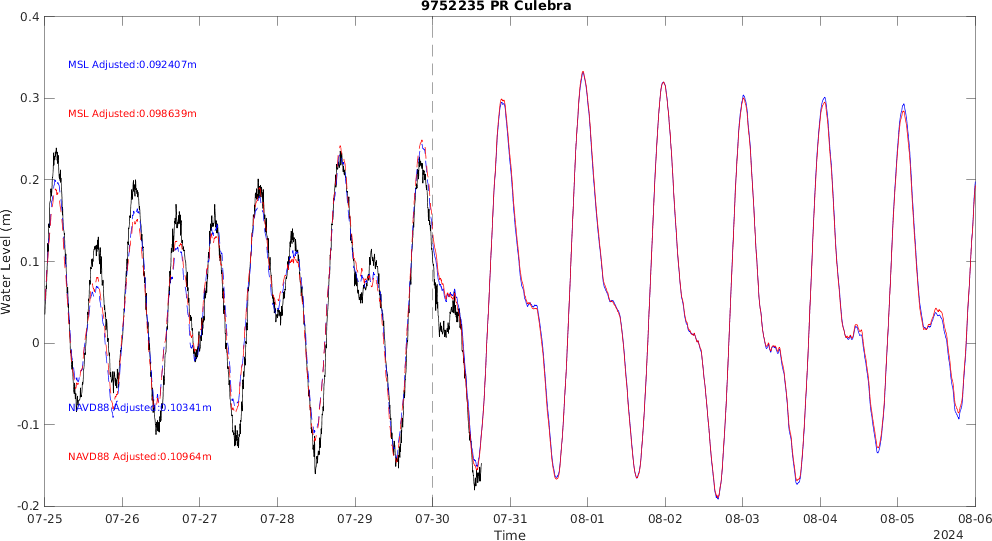 9752235 PR Culebra
0.4
0.3
0.2
0.1
0
-0.1
-0.2
Water Level (m)
MSL Adjusted:0.092407m
MSL Adjusted:0.098639m
NAVD88 Adjusted:0.10341m
NAVD88 Adjusted:0.10964m
07-25 07-26 07-27 07-28 07-29 07-30 07-31 08-01 08-02 08-03 08-04 08-05 08-06
Time
2024